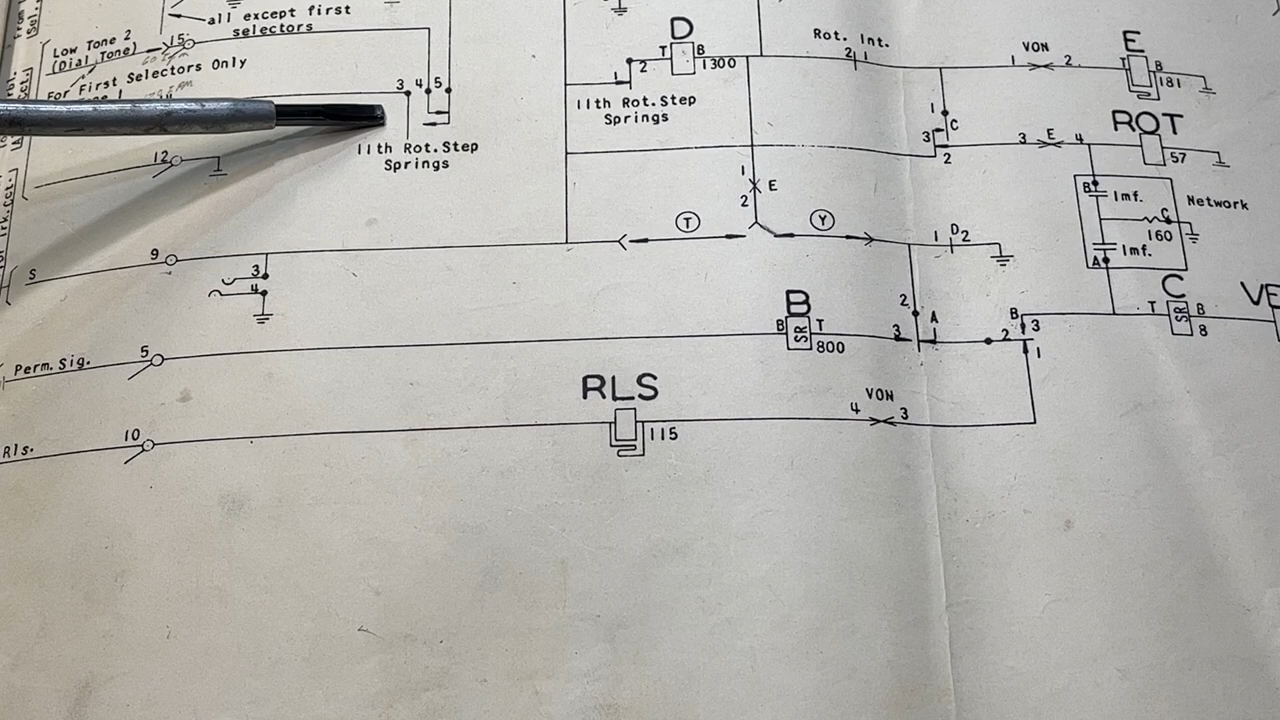 all except first
selectors
Low Tone 2
(Dial Tone)
15
For First Selectors Only
3 4 5
11th Rot. Step
Springs
12
D
T B
1 2
1300
11th Rot. Step
Springs
Rot. Int.
2 1
VON
1 2
E
T B
181
1
3 C
2
3 E 4
ROT
57
B
1mf.
C
160
1mf.
A
Network
1
E
2
T
Y
1 D 2
S
9
3
4
Perm. Sig.
5
B
B SR T
800
2
A
3
2
B
3
1
C
T SR B
8
RLS
115
VON
4 3
Rls.
10